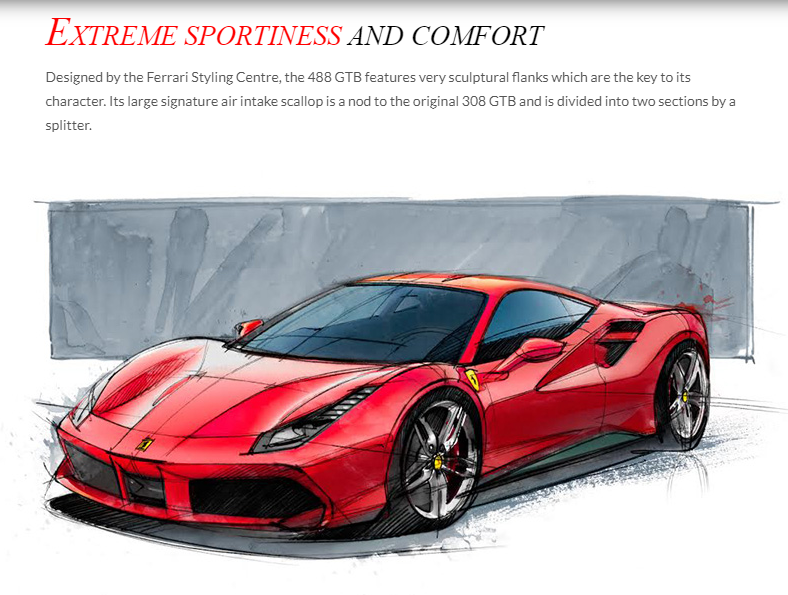 EXTREME SPORTINESS AND COMFORT
Designed by the Ferrari Styling Centre, the 488 GTB features very sculptural flanks which are the key to its
character. Its large signature air intake scallop is a nod to the original 308 GTB and is divided into two sections by a
splitter.